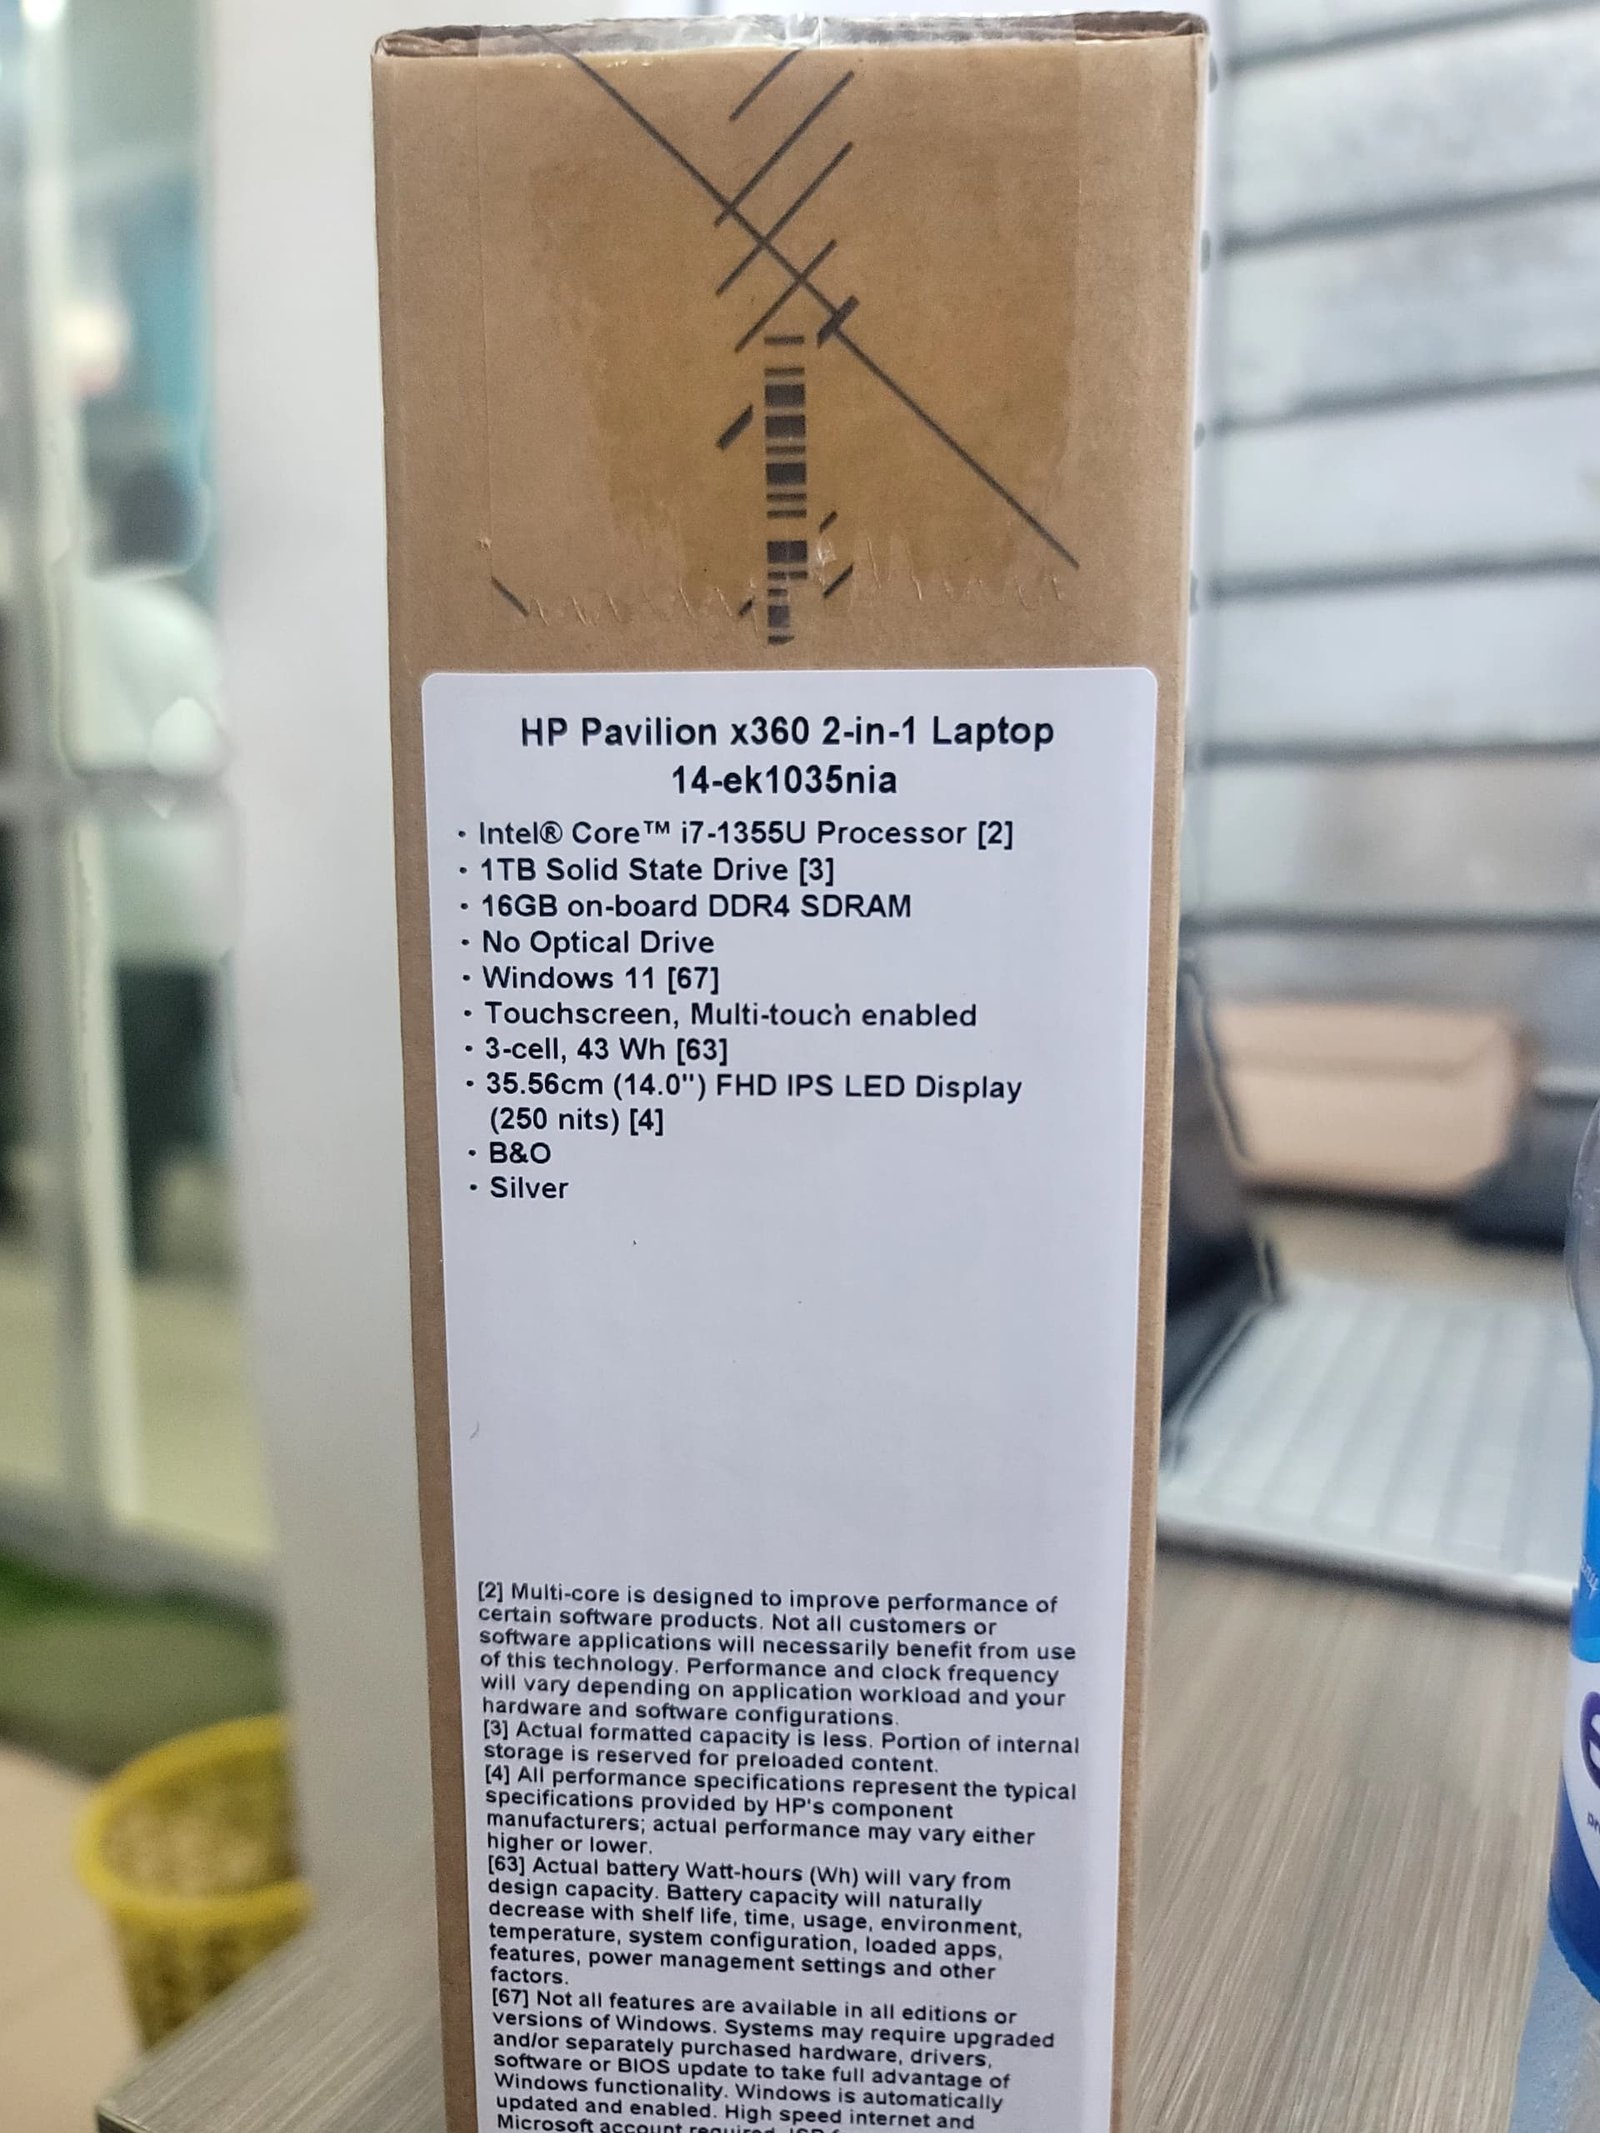 HP Pavilion x360 2-in-1 Laptop
14-ek1035nia
· Intel® Core™ i7-1355U Processor [2]
· 1TB Solid State Drive [3]
· 16GB on-board DDR4 SDRAM
· No Optical Drive
· Windows 11 [67]
· Touchscreen, Multi-touch enabled
· 3-cell, 43 Wh [63]
· 35.56cm (14.0") FHD IPS LED Display
(250 nits) [4]
· B&O
· Silver
[2] Multi-core is designed to improve performance of
certain software products. Not all customers or
software applications will necessarily benefit from use
of this technology. Performance and clock frequency
will vary depending on application workload and your
hardware and software configurations.
[3] Actual formatted capacity is less. Portion of internal
storage is reserved for preloaded content.
[4] All performance specifications represent the typical
specifications provided by HP's component
manufacturers; actual performance may vary either
higher or lower.
[63] Actual battery Watt-hours (Wh) will vary from
design capacity. Battery capacity will naturally
decrease with shelf life, time, usage, environment,
temperature, system configuration, loaded apps,
features, power management settings and other
factors.
[67] Not all features are available in all editions or
versions of Windows. Systems may require upgraded
and/or separately purchased hardware, drivers,
software or BIOS update to take full advantage of
Windows functionality. Windows is automatically
updated and enabled. High speed internet and
Microsoft account required.